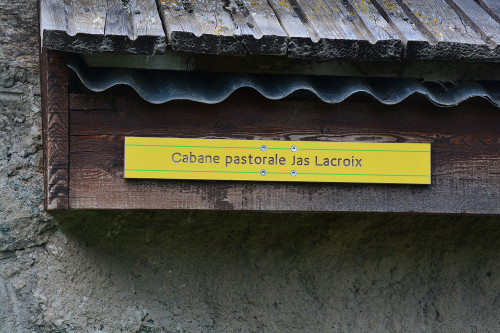 Cabane pastorale Jas Lacroix